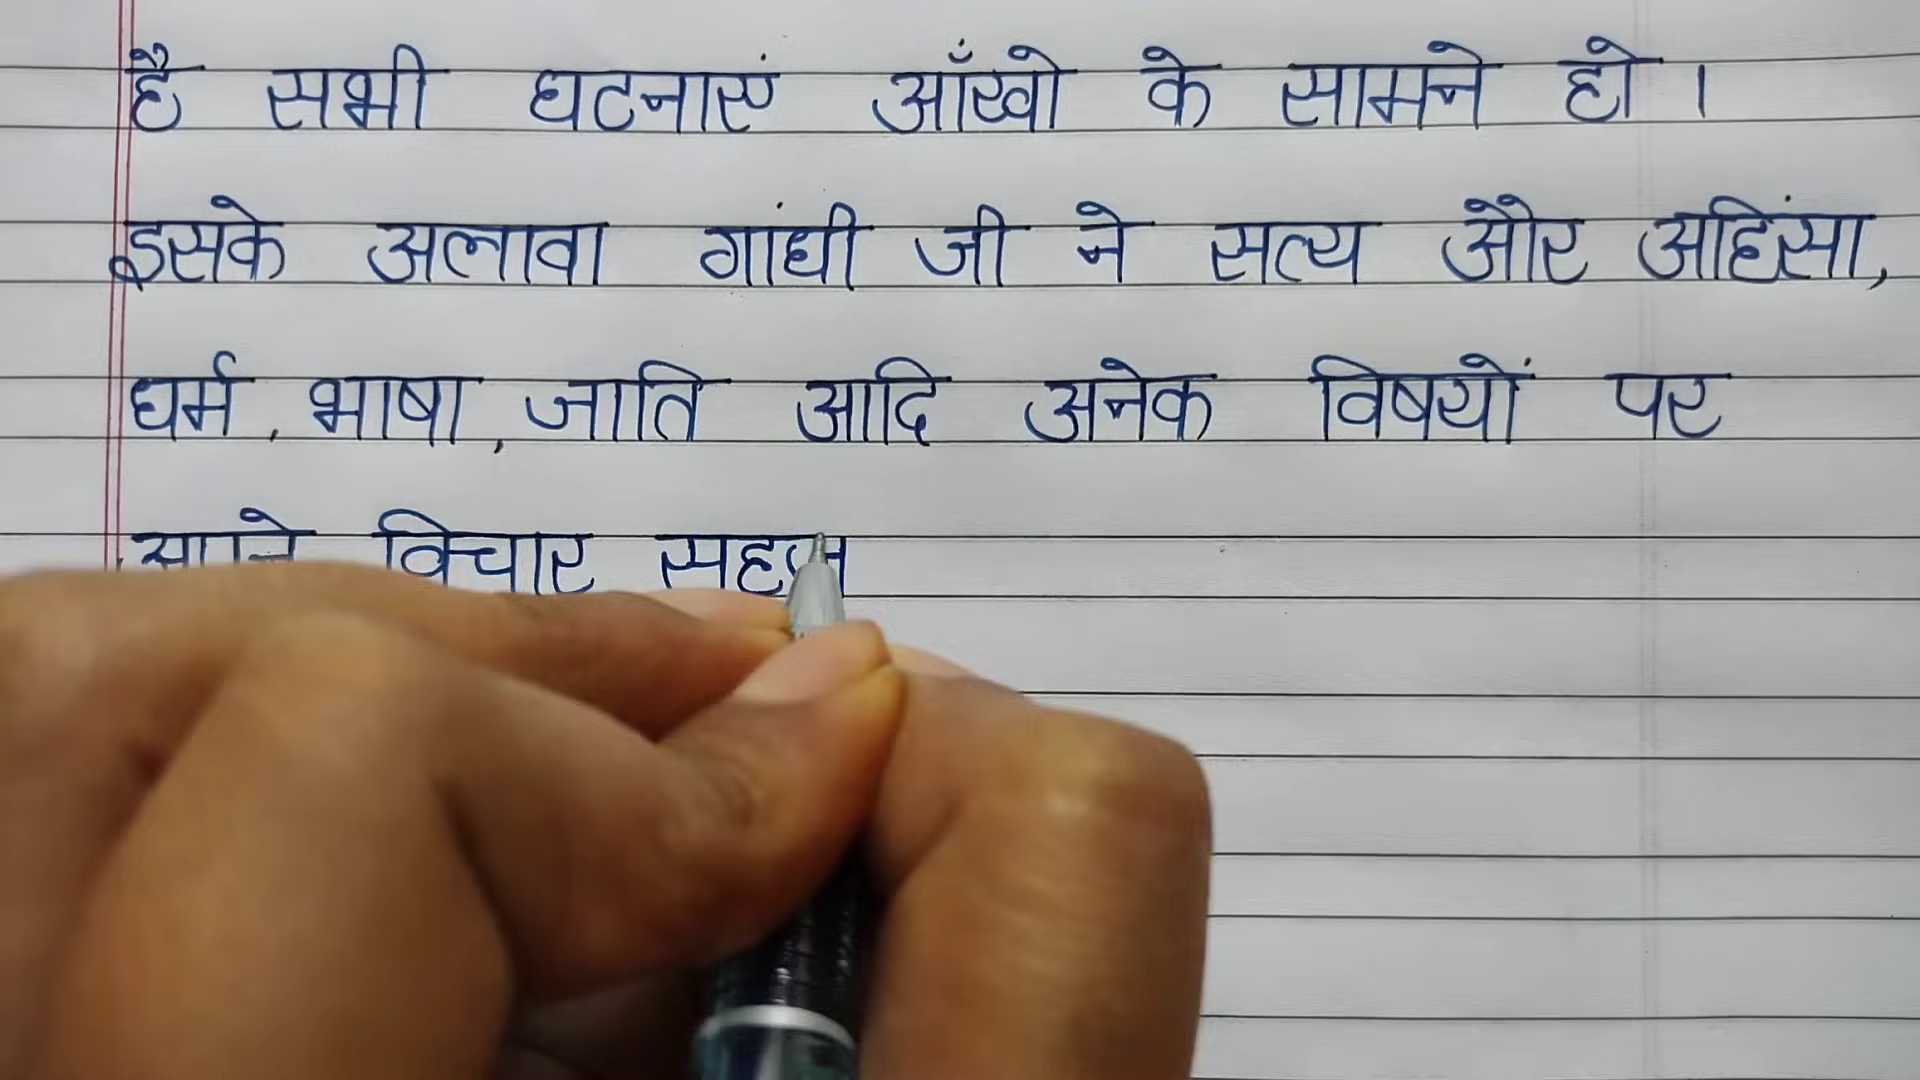 है सभी घटनाएं आँखो के सामने हो ।
इसके अलावा गांधी जी ने सत्य और अहिंसा,
धर्म, भाषा, जाति आदि अनेक विषयों पर
विचार